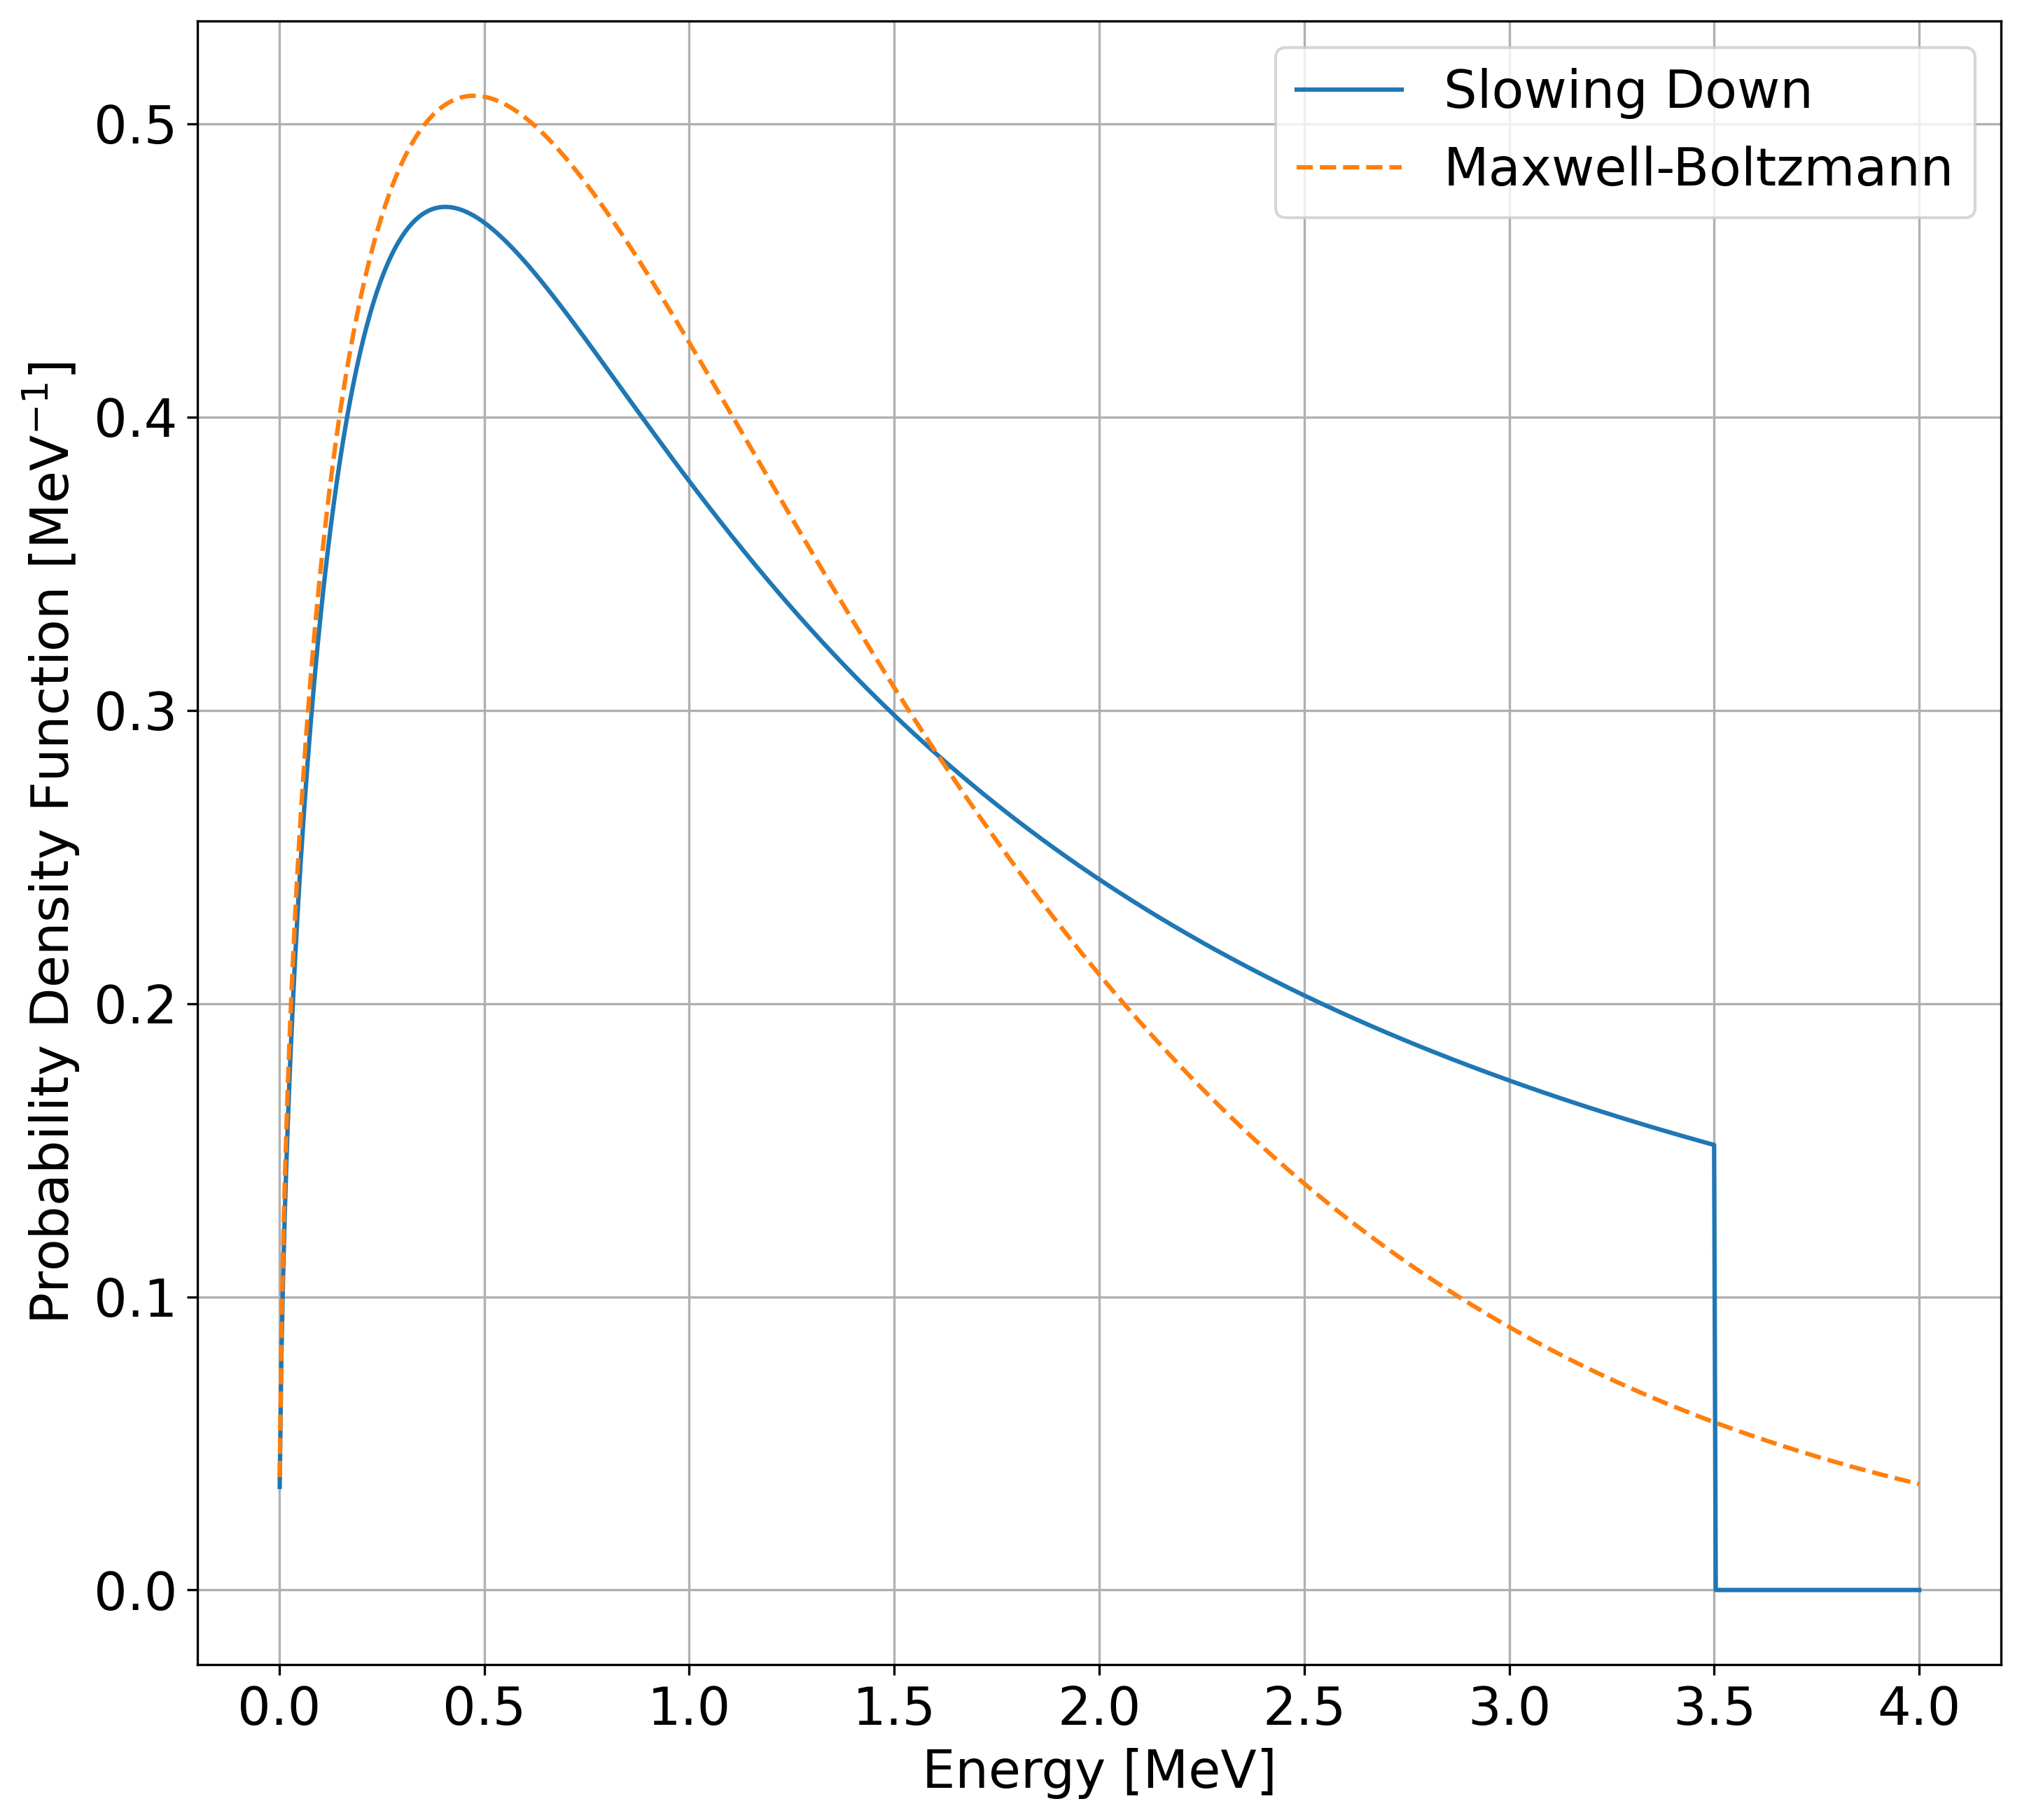 Slowing Down
Maxwell-Boltzmann
Probability Density Function [MeV⁻¹]
0.5
0.4
0.3
0.2
0.1
0.0
0.0 0.5 1.0 1.5 2.0 2.5 3.0 3.5 4.0
Energy [MeV]